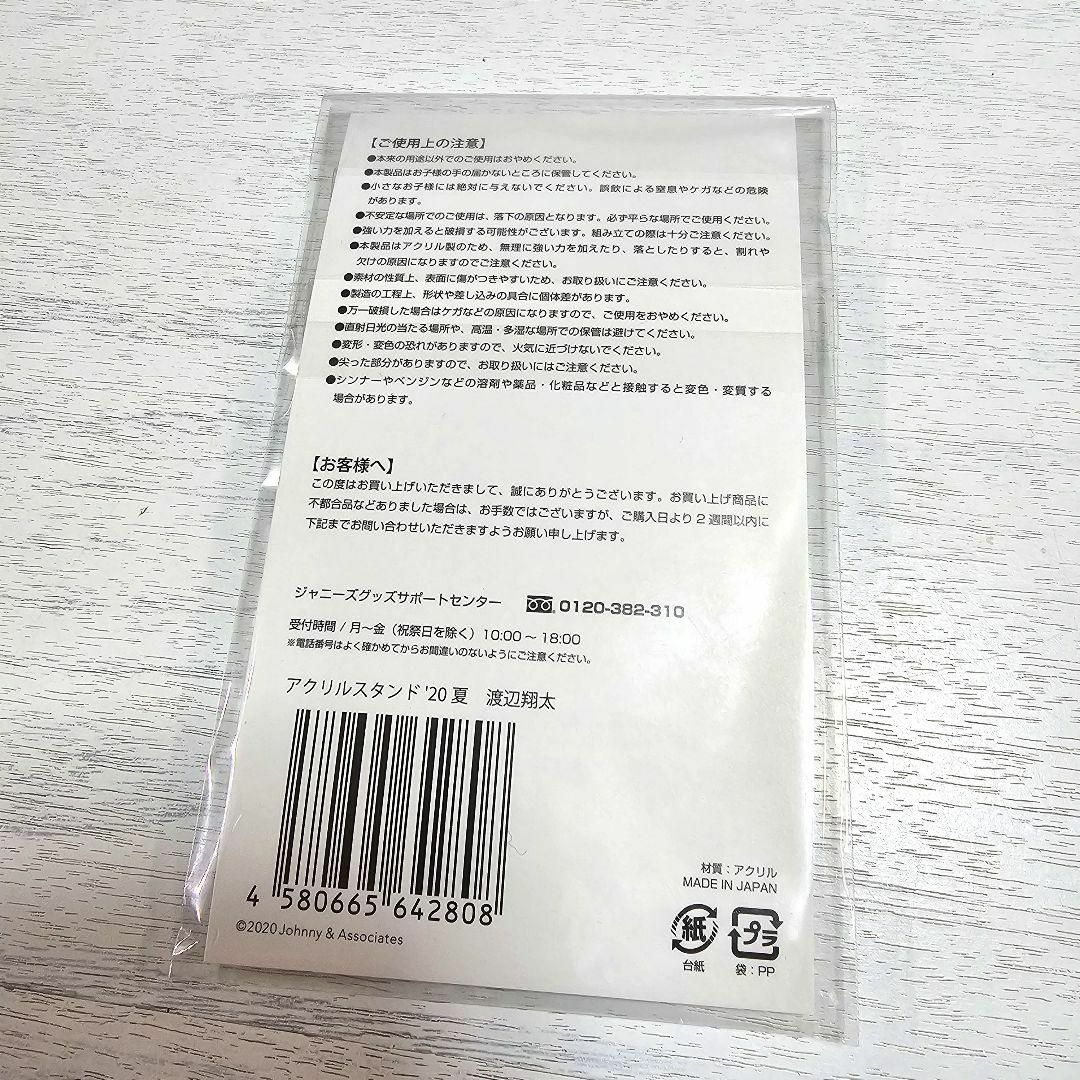 【ご使用上の注意】
●本来の用途以外でのご使用はおやめください。
●本製品はお子様の手の届かないところに保管してください。
●小さなお子様には絶対に与えないでください。誤飲による窒息やケガなどの危険
があります。
●不安定な場所でのご使用は、落下の原因となります。必ず平らな場所でご使用ください。
●強い力を加えると破損する可能性がございます。組み立ての際は十分ご注意ください。
●本製品はアクリル製のため、無理に強い力を加えたり、落としたりすると、割れや
欠けの原因になりますのでご注意ください。
●素材の性質上、表面に傷がつきやすいため、お取り扱いにご注意ください。
●製造の工程上、形状や差し込みの具合に個体差があります。
●万一破損した場合はケガなどの原因になりますので、ご使用をおやめください。
●直射日光の当たる場所や、高温・多湿な場所での保管は避けてください。
●変形・変色の恐れがありますので、火気に近づけないでください。
●尖った部分がありますので、お取り扱いにはご注意ください。
●シンナーやベンジンなどの溶剤や薬品・化粧品などと接触すると変色・変質する
場合があります。
【お客様へ】
この度はお買い上げいただきまして、誠にありがとうございます。お買い上げ商品に
不都合品などありました場合は、お手数ではございますが、ご購入日より2週間以内に
下記までお問い合わせいただきますようお願い申し上げます。
ジャニーズグッズサポートセンター 0120-382-310
受付時間 / 月～金（祝祭日を除く）10:00～18:00
※電話番号はよく確かめてからお間違いのないようにご注意ください。
アクリルスタンド '20 夏 渡辺翔太
4 580665 642808
©2020 Johnny & Associates
材質：アクリル
MADE IN JAPAN
紙 プラ
台紙 袋：PP